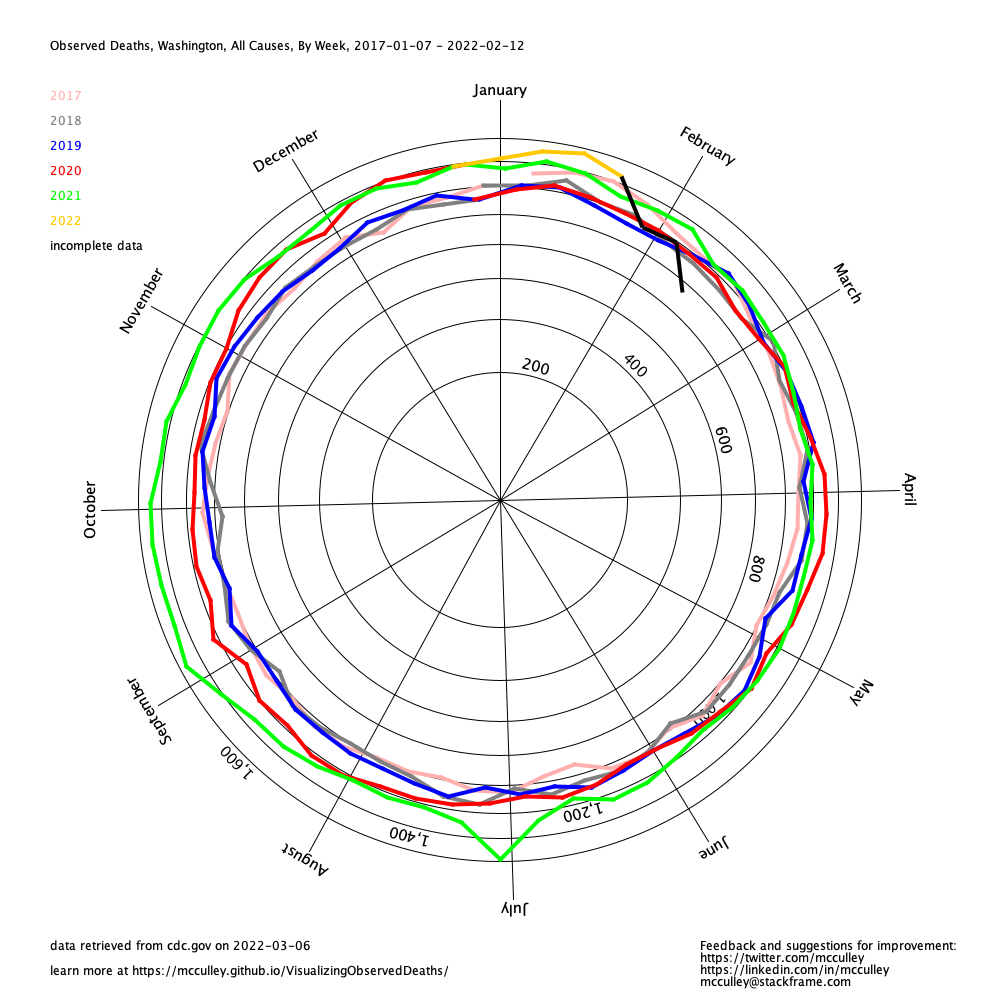 Observed Deaths, Washington, All Causes, By Week, 2017-01-07 - 2022-02-12
January
2017
2018
2019
2020
2021
2022
incomplete data
December
February
November
March
200
400
600
October
April
800
September
May
1,600
1,200
1,400
August
June
July
data retrieved from cdc.gov on 2022-03-06
learn more at https://mcculley.github.io/VisualizingObservedDeaths/
Feedback and suggestions for improvement:
https://twitter.com/mcculley
https://linkedin.com/in/mcculley
mcculley@stackframe.com